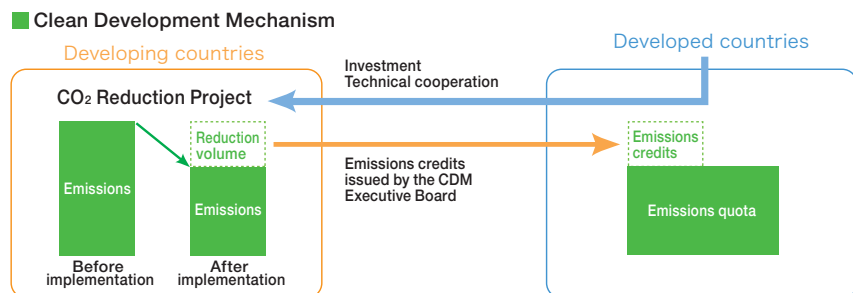 Clean Development Mechanism
Developing countries
Developed countries
Investment
Technical cooperation
CO₂ Reduction Project
Reduction
volume
Emissions
credits
Emissions
Emissions
Emissions credits
issued by the CDM
Executive Board
Emissions quota
Before
implementation
After
implementation